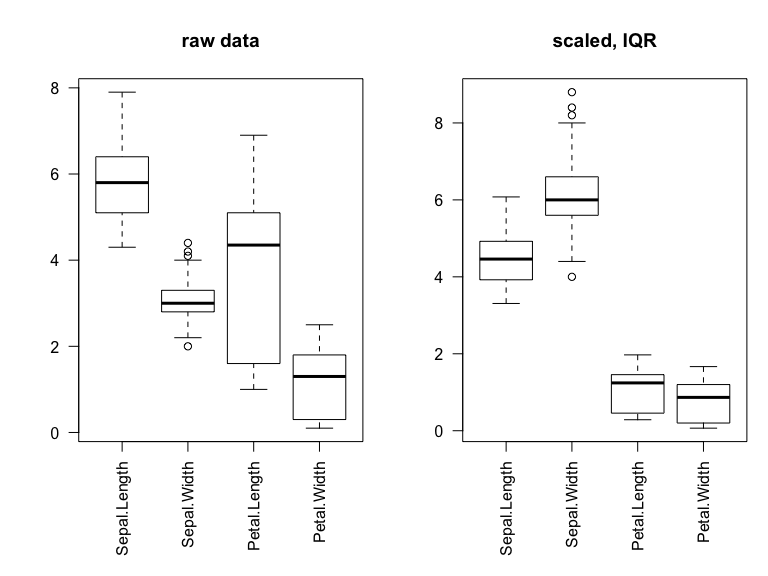 raw data
8
6
4
2
0
Sepal.Length
Sepal.Width
Petal.Length
Petal.Width
scaled, IQR
8
6
4
2
0
Sepal.Length
Sepal.Width
Petal.Length
Petal.Width